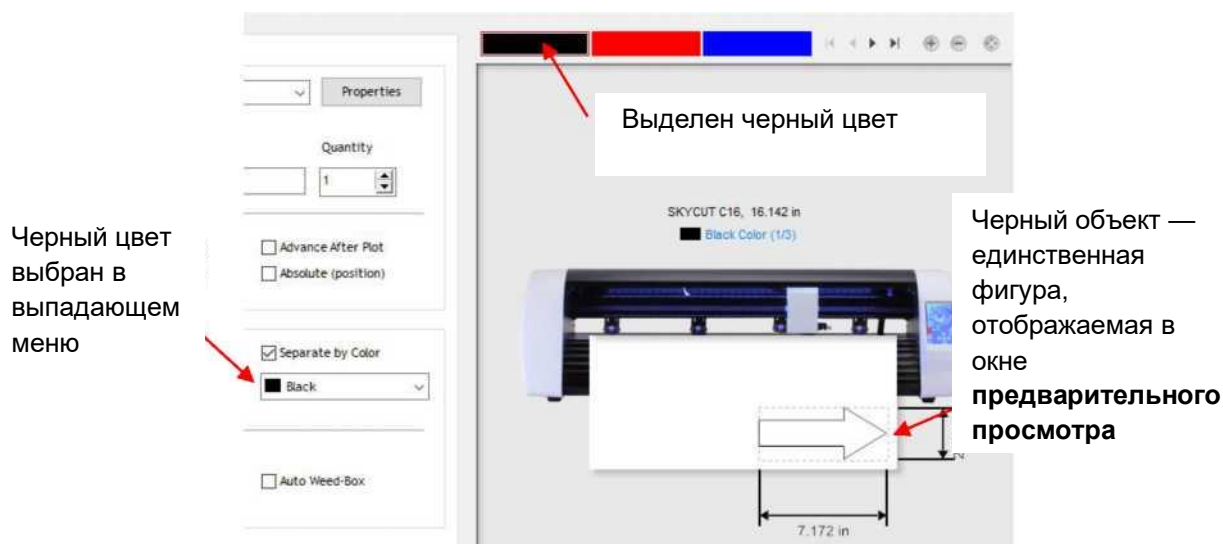 Properties
Выделен черный цвет
Quantity
1
SKYCUT C16, 16.142 in
Black Color (1/3)
Черный цвет
выбран в
выпадающем
меню
Advance After Plot
Absolute (position)
Separate by Color
Black
Auto Weed-Box
Черный объект —
единственная
фигура,
отображаемая в
окне
предварительного
просмотра
7.172 in